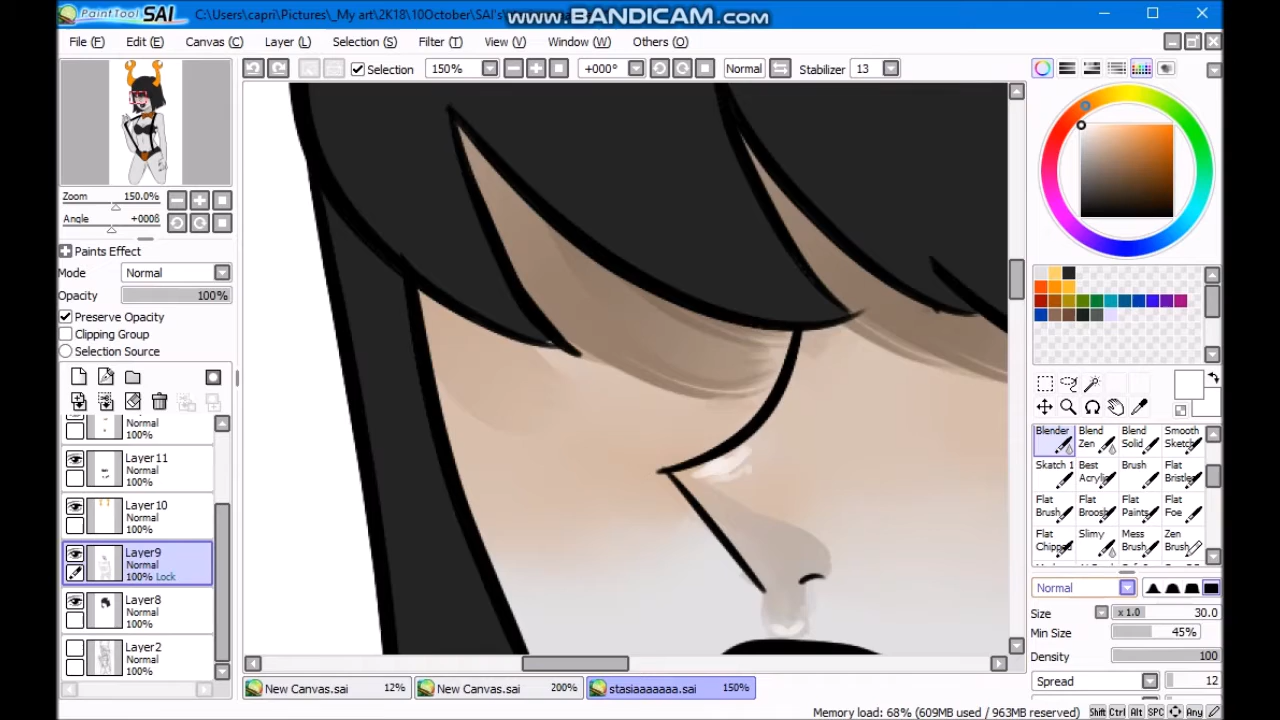 PaintTool SAI C:\Users\capri\Pictures\_My art\2K18\10October\SAI's
www.BANDICAM.com
File (F) Edit (E) Canvas (C) Layer (L) Selection (S) Filter (T) View (V) Window (W) Others (O)
Selection 150% +000° Normal Stabilizer 13
Zoom 150.0%
Angle +000ß
Paints Effect
Mode Normal
Opacity 100%
Preserve Opacity
Clipping Group
Selection Source
Normal
100%
Layer11
Normal
100%
Layer10
Normal
100%
Layer9
Normal
100% Lock
Layer8
Normal
100%
Layer2
Normal
100%
Blender Blend Zen Blend Solid Smooth Sketch
Skatch 1 Best Acrylic Brush Flat Bristle
Flat Brush Flat Broosh Flat Paints Flat Foe
Flat Chipped Slimy Mess Brush Zen Brush
Normal
Size x 1.0 30.0
Min Size 45%
Density 100
Spread 12
New Canvas.sai 12% New Canvas.sai 200% stasiaaaaaaa.sai 150%
Memory load: 68% (609MB used / 963MB reserved) Shift Ctrl Alt SPC Any